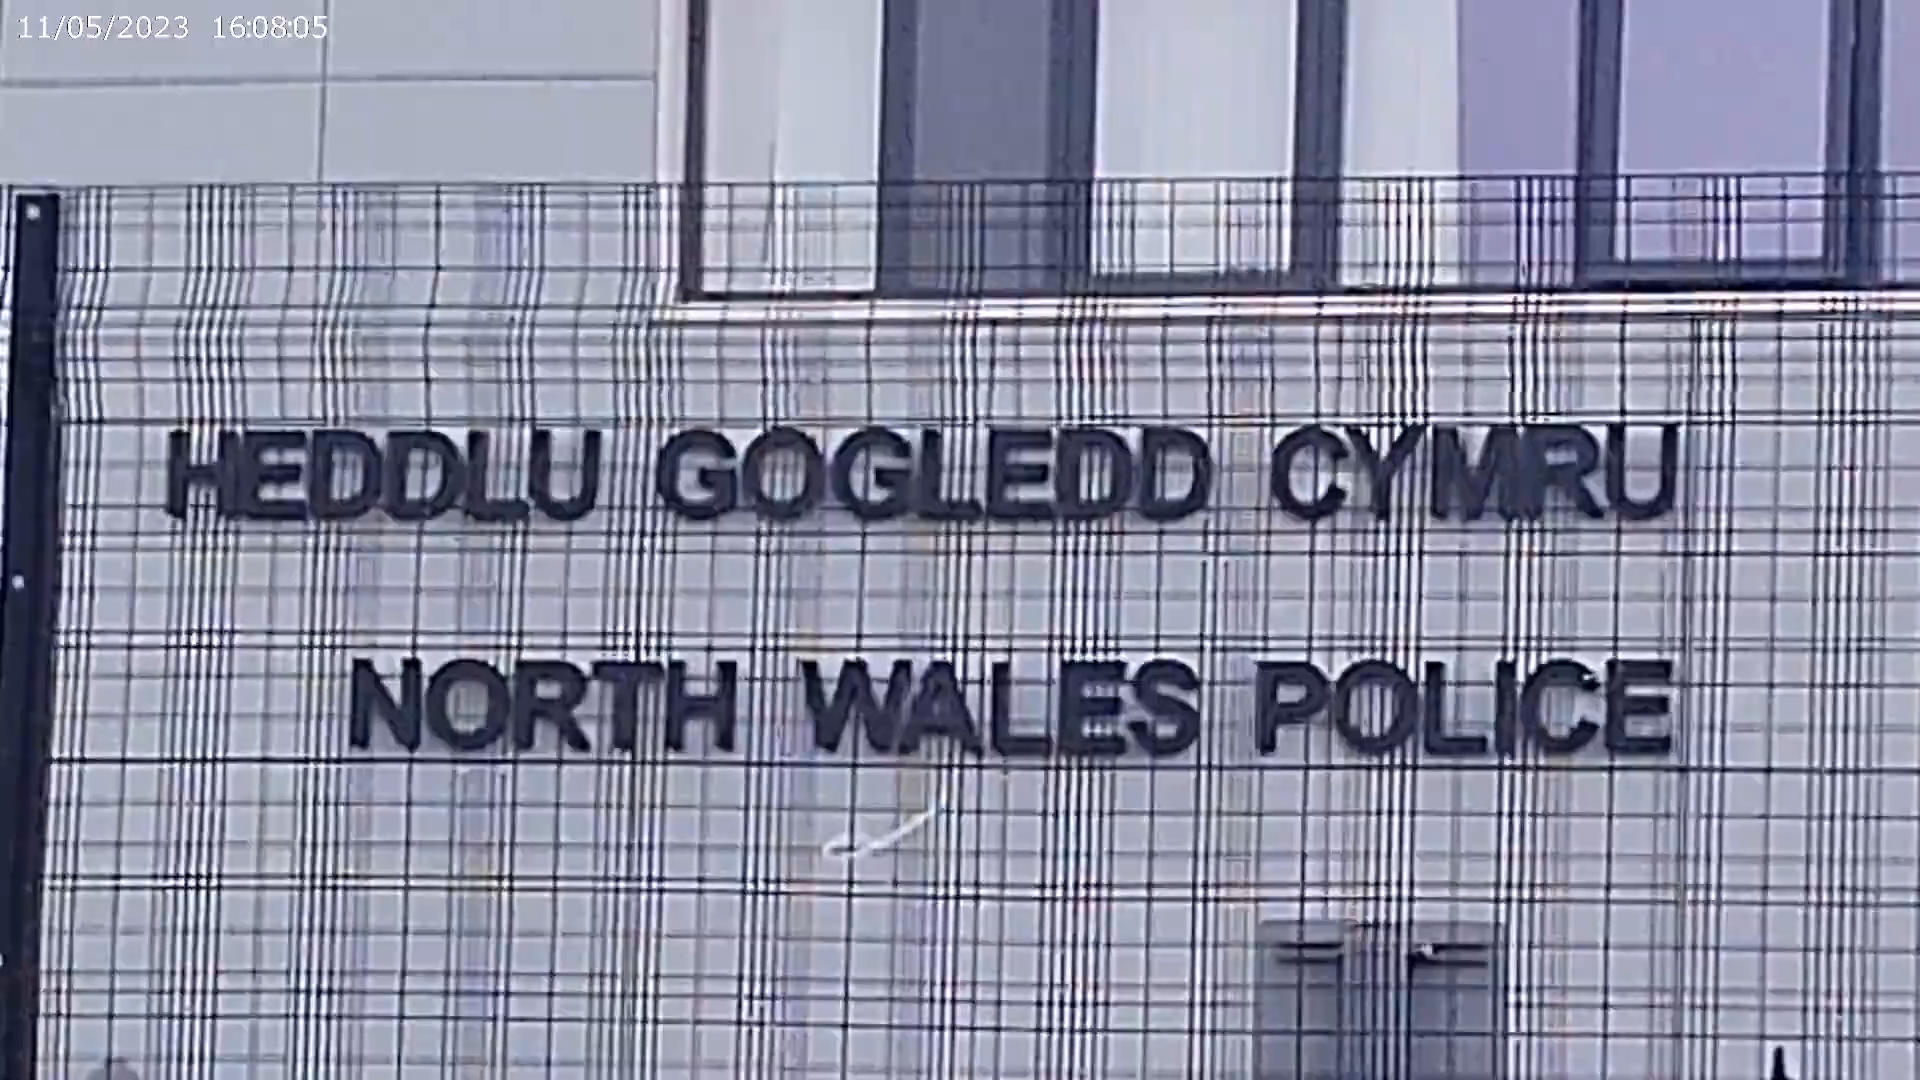 11/05/2023 16:08:05
HEDDLU GOGLEDD CYMRU
NORTH WALES POLICE